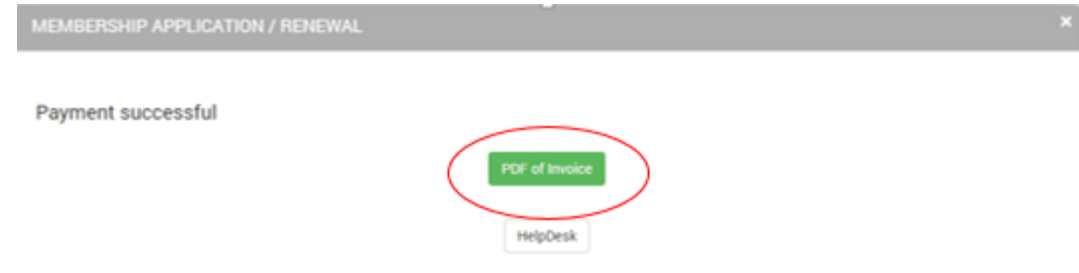 MEMBERSHIP APPLICATION / RENEWAL ×
Payment successful
PDF of Invoice
HelpDesk